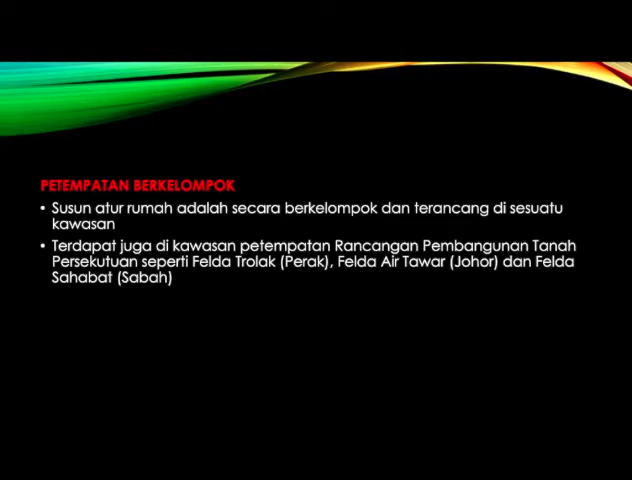 PETEMPATAN BERKELOMPOK
• Susun atur rumah adalah secara berkelompok dan terancang di sesuatu
kawasan
• Terdapat juga di kawasan petempatan Rancangan Pembangunan Tanah
Persekutuan seperti Felda Trolak (Perak), Felda Air Tawar (Johor) dan Felda
Sahabat (Sabah)